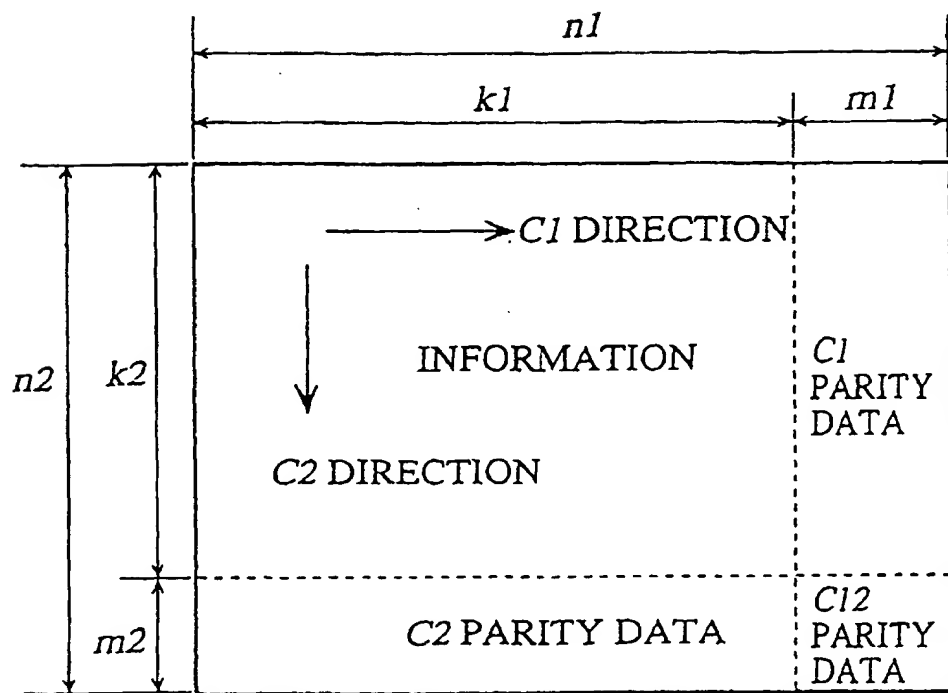 n1
k1
m1
C1 DIRECTION
INFORMATION
C1
PARITY
DATA
n2
k2
C2 DIRECTION
m2
C2 PARITY DATA
C12
PARITY
DATA